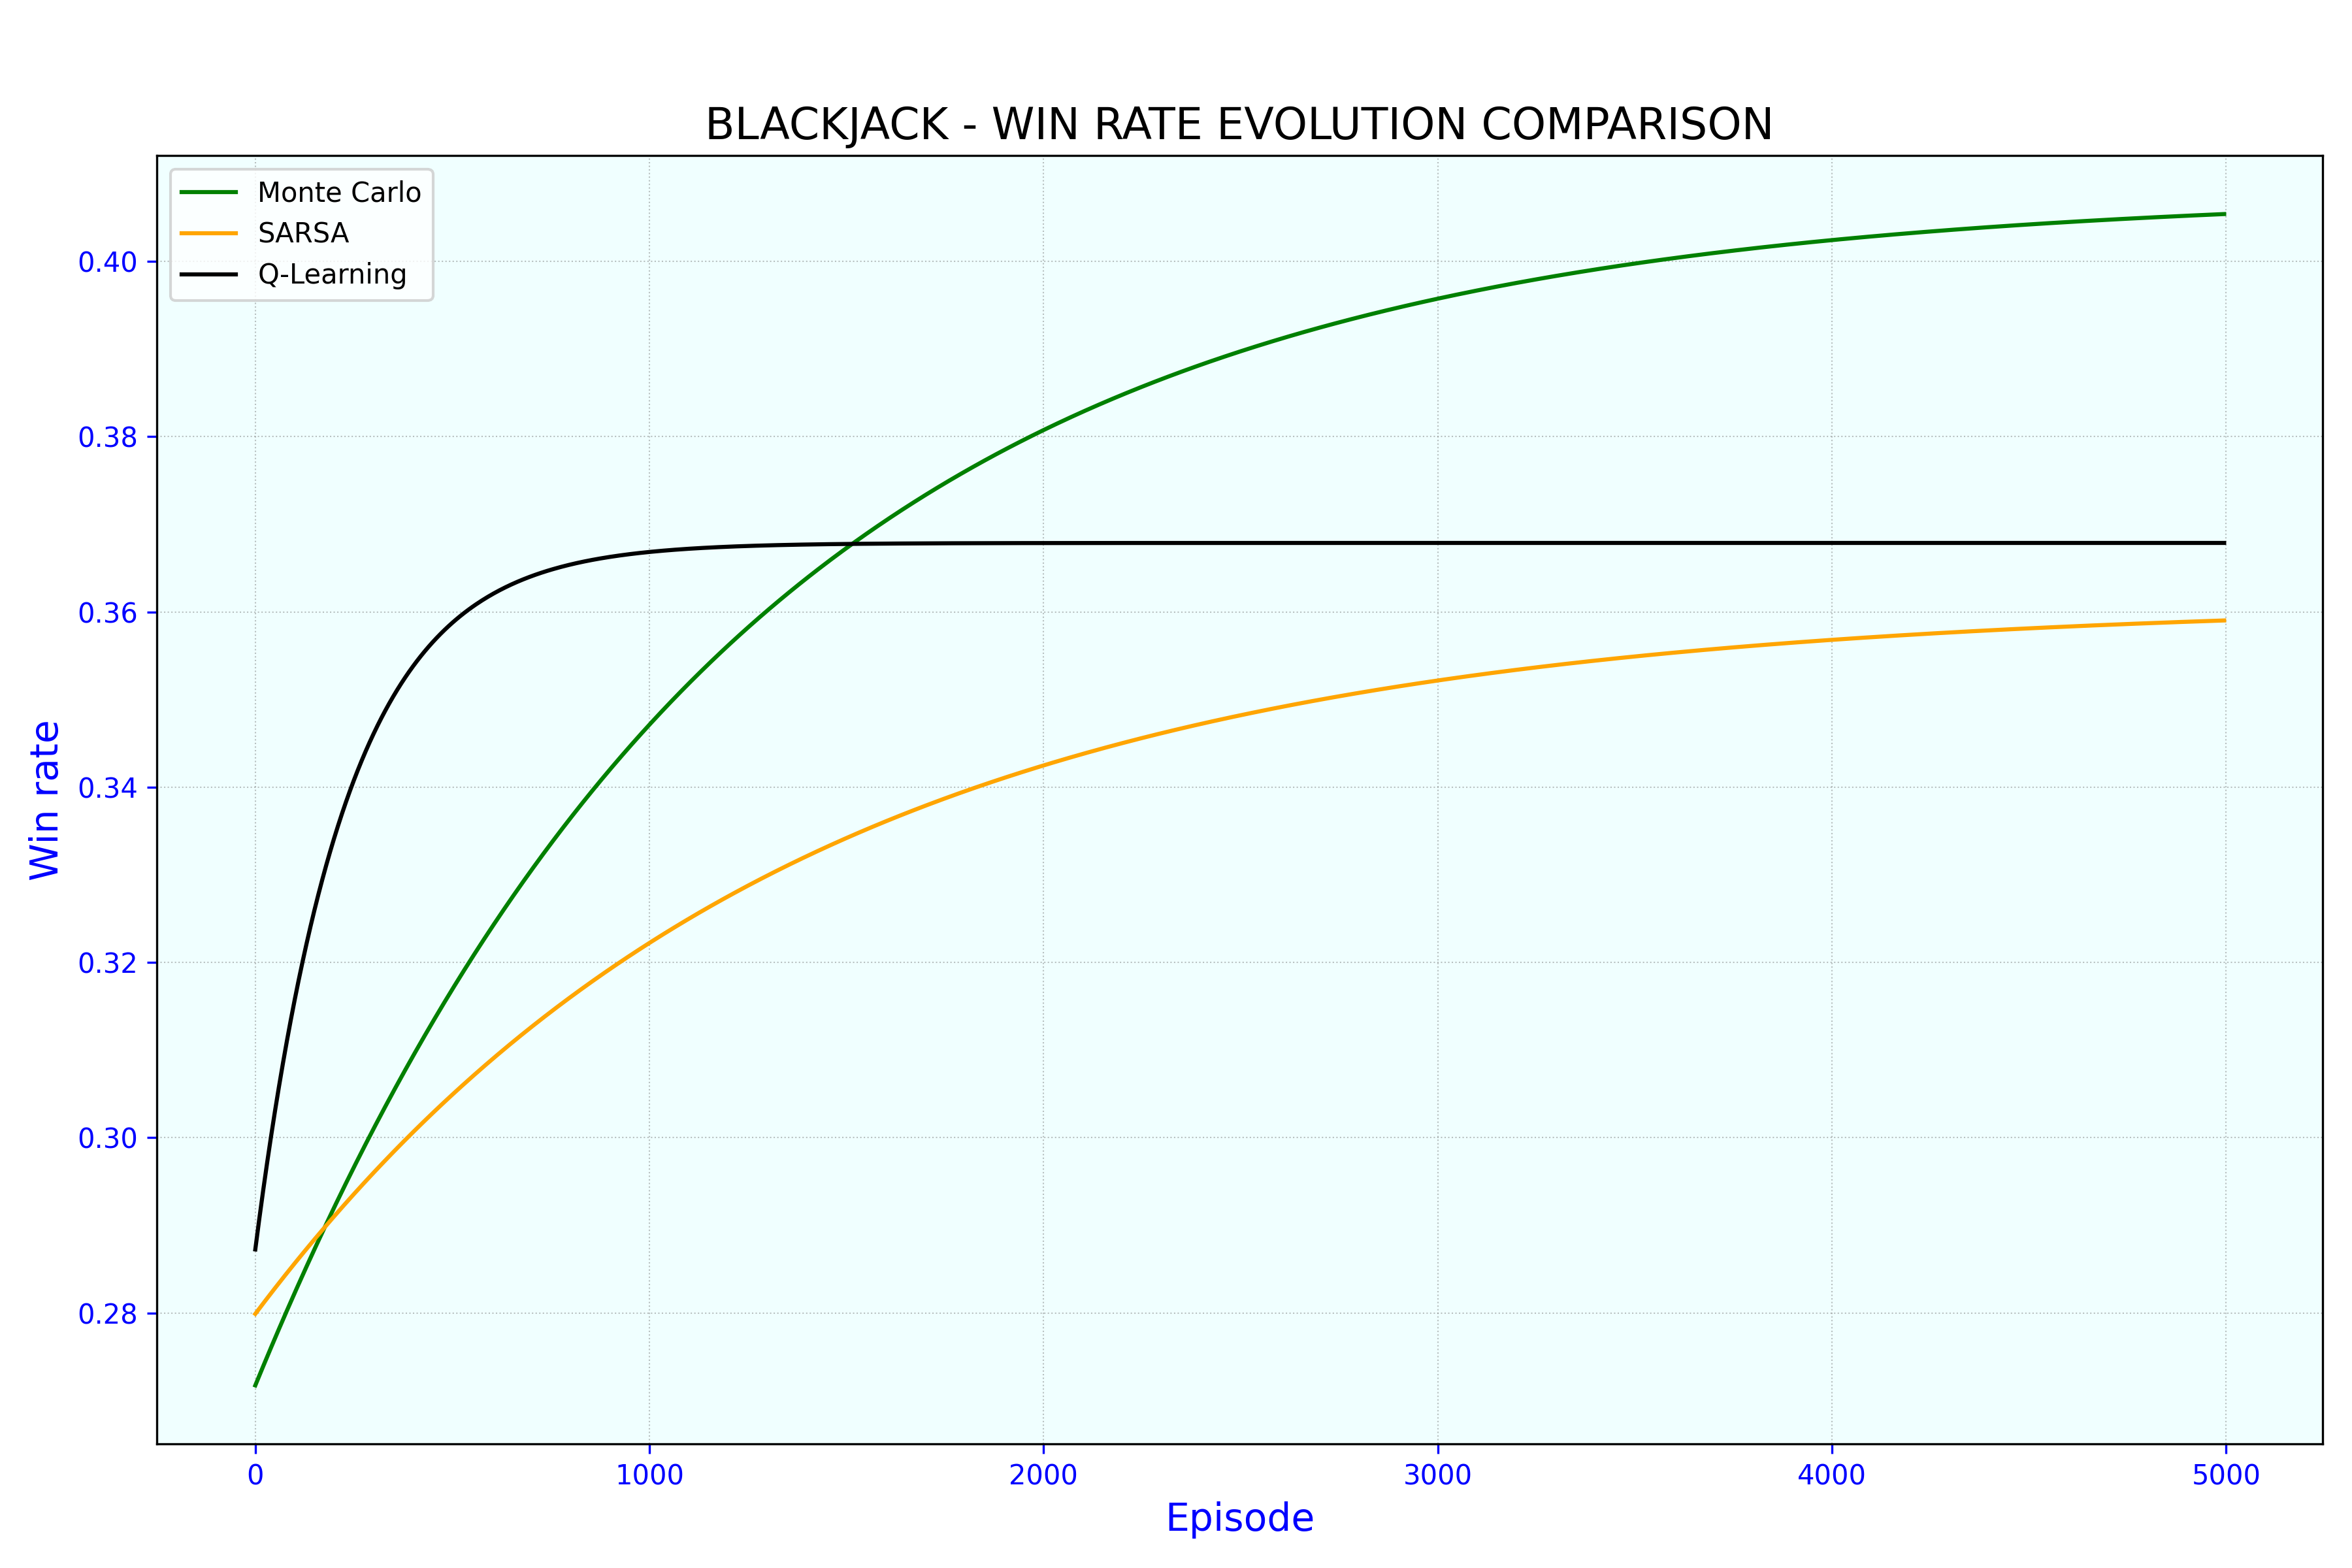 BLACKJACK - WIN RATE EVOLUTION COMPARISON
Monte Carlo
SARSA
Q-Learning
Win rate
0.40
0.38
0.36
0.34
0.32
0.30
0.28
0 1000 2000 3000 4000 5000
Episode